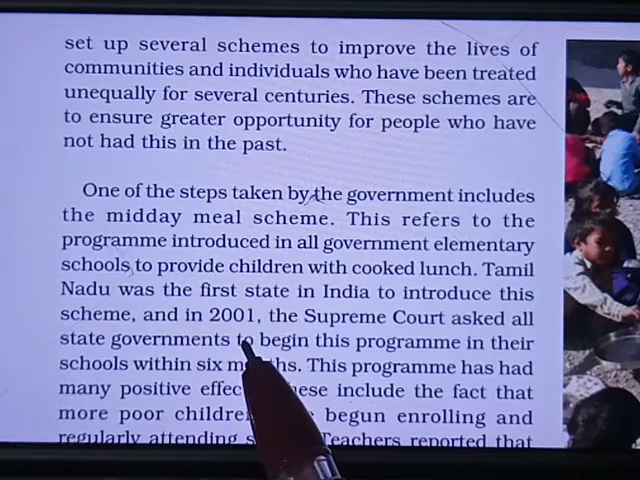 set up several schemes to improve the lives of
communities and individuals who have been treated
unequally for several centuries. These schemes are
to ensure greater opportunity for people who have
not had this in the past.
One of the steps taken by the government includes
the midday meal scheme. This refers to the
programme introduced in all government elementary
schools to provide children with cooked lunch. Tamil
Nadu was the first state in India to introduce this
scheme, and in 2001, the Supreme Court asked all
state governments to begin this programme in their
schools within six months. This programme has had
many positive These include the fact that
more poor begun enrolling and
regularly attending Teachers reported that